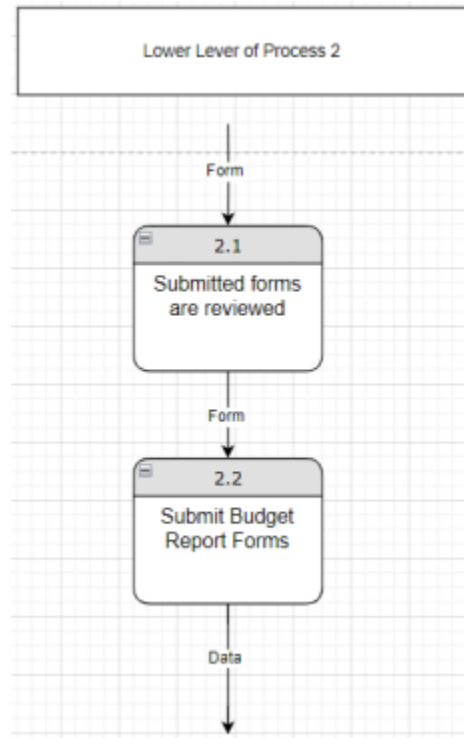 Lower Lever of Process 2
Form
2.1
Submitted forms
are reviewed
Form
2.2
Submit Budget
Report Forms
Data